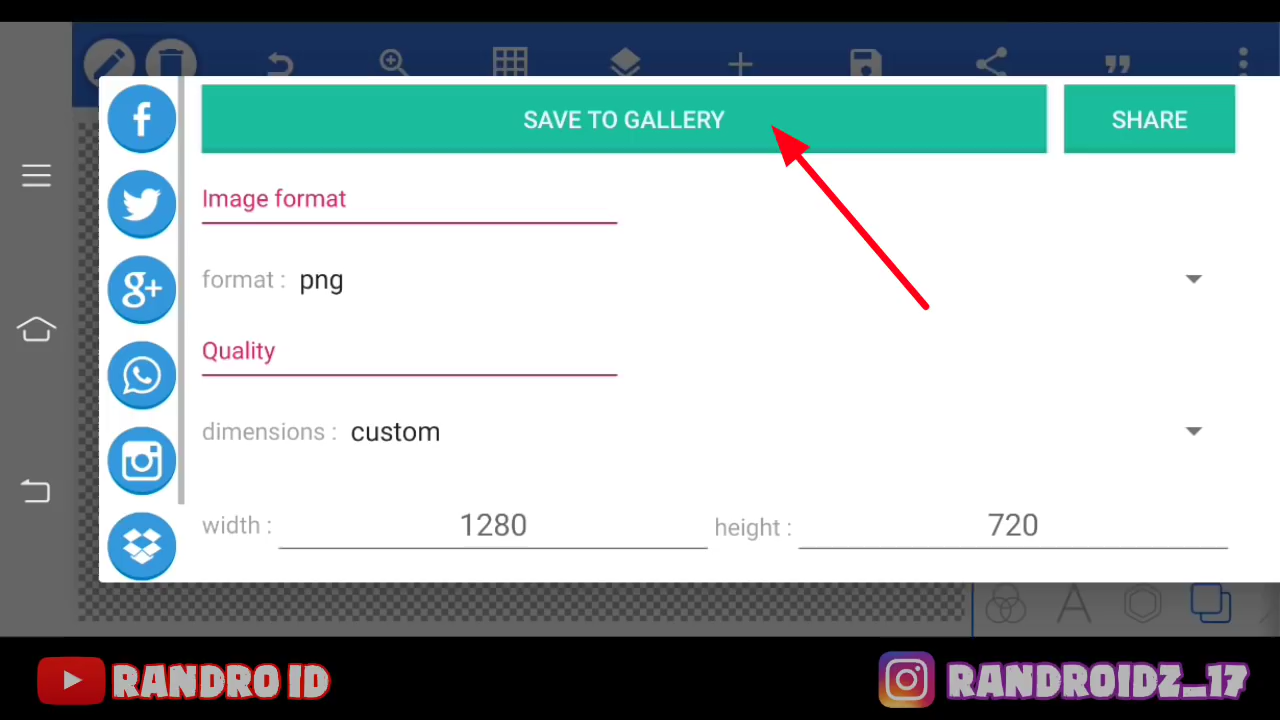 SAVE TO GALLERY
SHARE
Image format
format : png
Quality
dimensions : custom
width : 1280 height : 720
RANDRO ID
RANDROIDZ_17